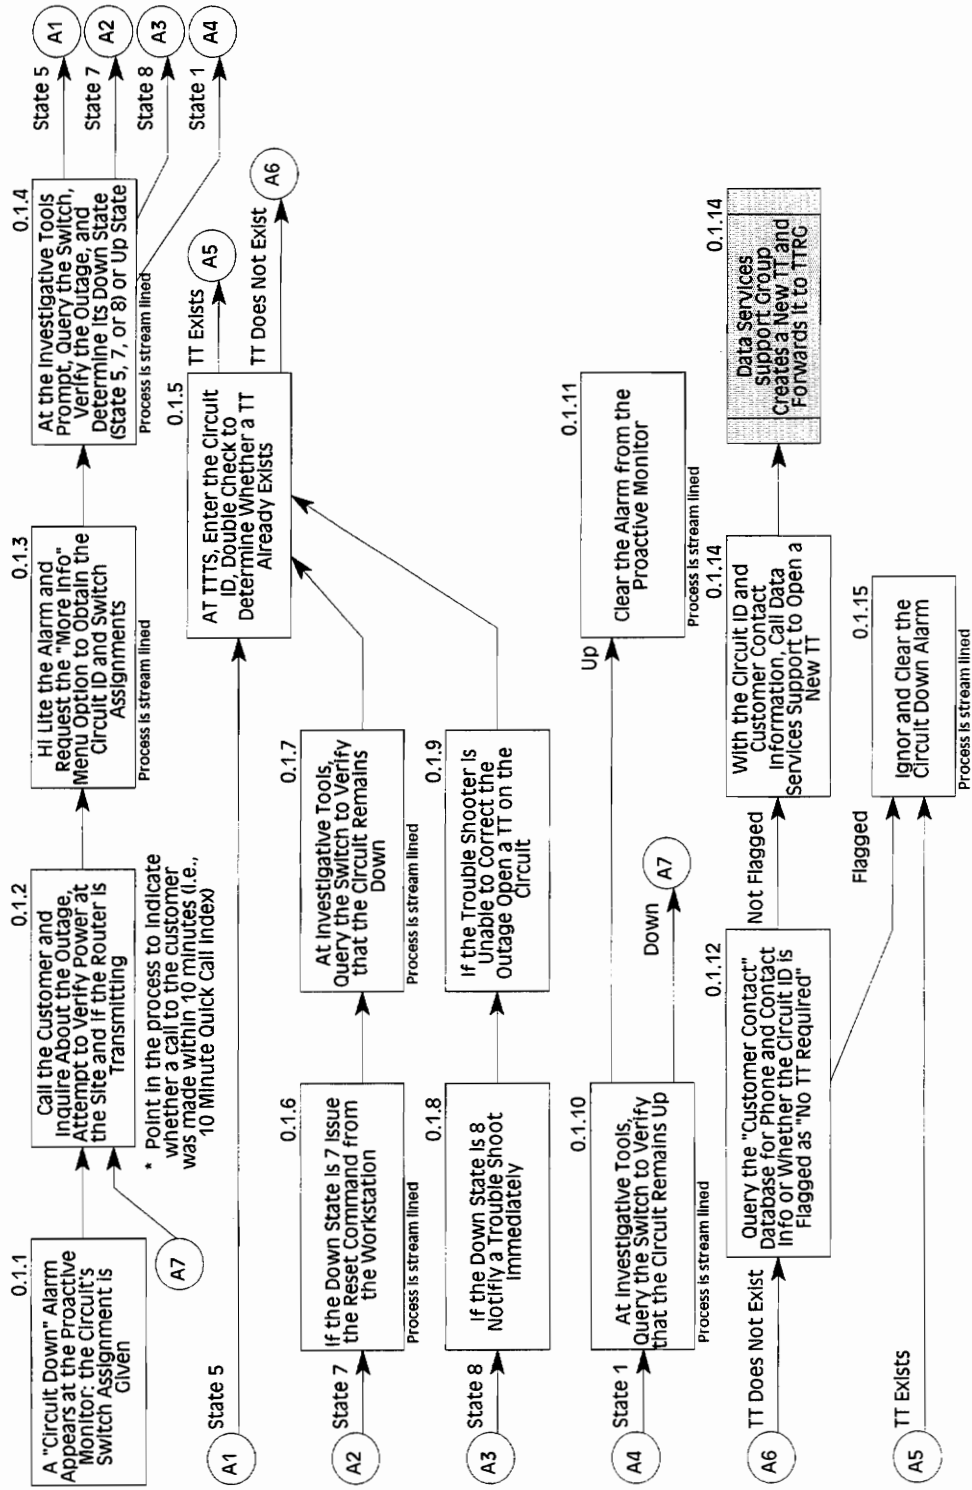 0.1.1
A "Circuit Down" Alarm
Appears at the Proactive
Monitor: the Circuit's
Switch Assignment is
Given
A7
0.1.2
Call the Customer and
Inquire About the Outage,
Attempt to Verify Power at
the Site and if the Router is
Transmitting
* Point in the process to indicate
whether a call to the customer
was made within 10 minutes (i.e.,
10 Minute Quick Call Index)
0.1.3
Hi Lite the Alarm and
Request the "More Info"
Menu Option to Obtain the
Circuit ID and Switch
Assignments
Process is stream lined
0.1.4
At the Investigative Tools
Prompt, Query the Switch,
Verify the Outage, and
Determine Its Down State
(State 5, 7, or 8) or Up State
Process is stream lined
State 5
A1
State 7
A2
State 8
A3
State 1
A4
A1
State 5
0.1.5
AT TTTS, Enter the Circuit
ID, Double Check to
Determine Whether a TT
Already Exists
TT Exists
A5
TT Does Not Exist
A6
A2
State 7
0.1.6
If the Down State Is 7 Issue
the Reset Command from
the Workstation
Process is stream lined
0.1.7
At Investigative Tools,
Query the Switch to Verify
that the Circuit Remains
Down
Process is stream lined
A3
State 8
0.1.8
If the Down State Is 8
Notifiy a Trouble Shoot
Immediately
0.1.9
If the Trouble Shooter is
Unable to Correct the
Outage Open a TT on the
Circuit
A4
State 1
0.1.10
At Investigative Tools,
Query the Switch to Verify
that the Circuit Remains Up
Process is stream lined
Up
Down
A7
0.1.11
Clear the Alarm from the
Proactive Monitor
Process is stream lined
A6
TT Does Not Exist
0.1.12
Query the "Customer Contact"
Database for Phone and Contact
Info or Whether the Circuit ID is
Flagged as "No TT Required"
Not Flagged
Flagged
0.1.14
With the Circuit ID and
Customer Contact
Information, Call Data
Services Support to Open a
New TT
0.1.14
Data Services
Support Group
Creates a New TT and
Forwards It to TTRG
A5
TT Exists
0.1.15
Ignor and Clear the
Circuit Down Alarm
Process is stream lined